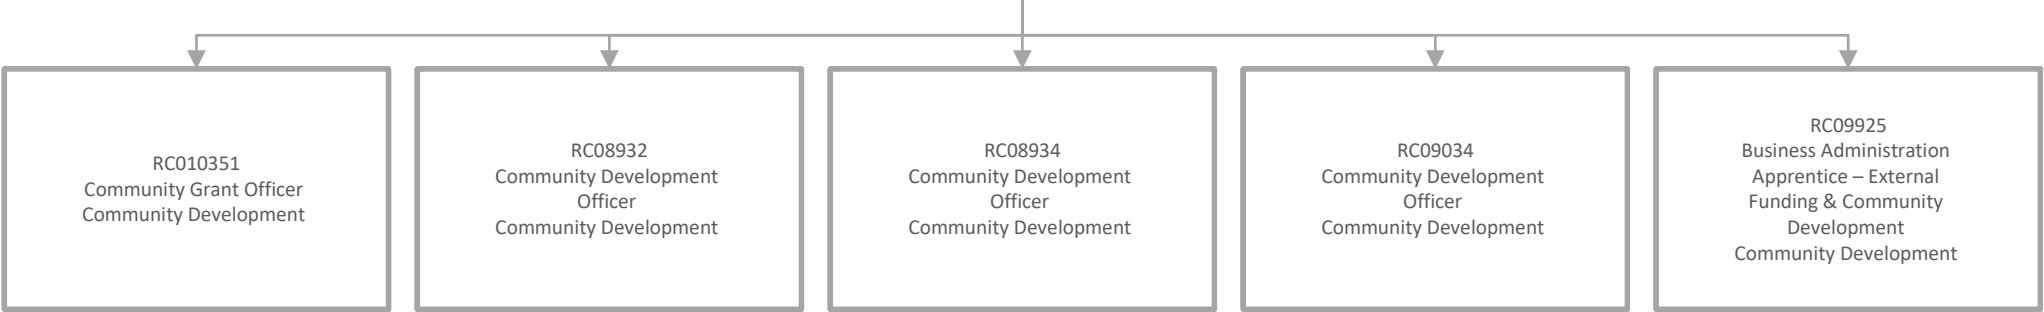 RC010351
Community Grant Officer
Community Development
RC08932
Community Development
Officer
Community Development
RC08934
Community Development
Officer
Community Development
RC09034
Community Development
Officer
Community Development
RC09925
Business Administration
Apprentice – External
Funding & Community
Development
Community Development